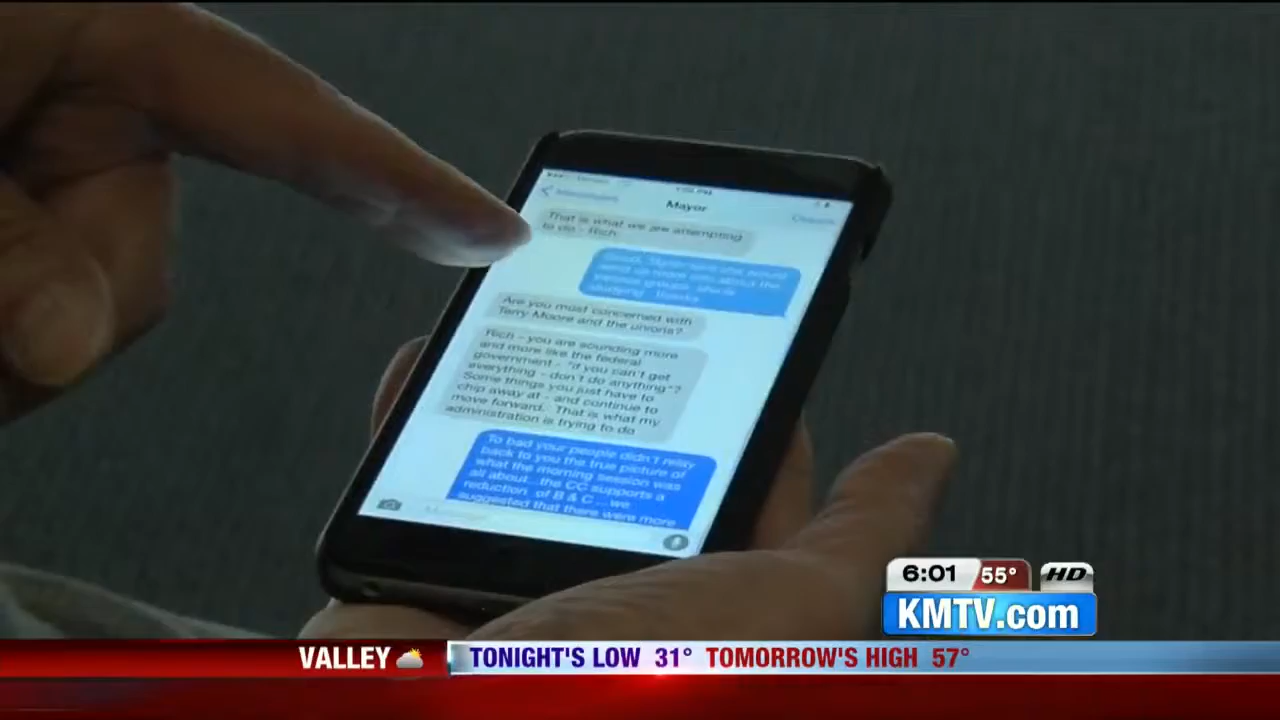 1:02 PM
Mayor
That is what we are attempting
to do - Rich
Are you most concerned with
Terry Moore and the unions?
Rich - you are sounding more
and more like the federal
government - "if you can't get
everything - don't do anything"?
Some things you just have to
chip away at - and continue to
move forward. That is what my
administration is trying to do
To bad your people didn't relay
back to you the true picture of
what the morning session was
all about...the CC supports a
reduction of B & C ... we
suggested that there were more
6:01 55° HD
KMTV.com
VALLEY TONIGHT'S LOW 31° TOMORROW'S HIGH 57°